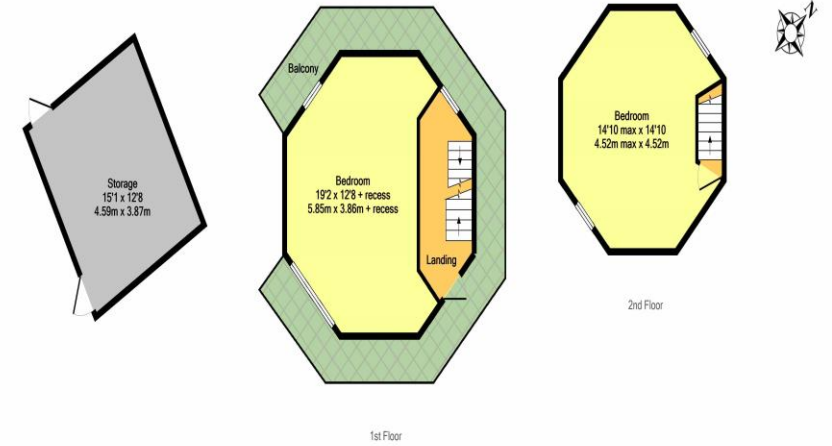 Storage
15'1 x 12'8
4.59m x 3.87m
Balcony
Bedroom
19'2 x 12'8 + recess
5.85m x 3.86m + recess
Landing
1st Floor
Bedroom
14'10 max x 14'10
4.52m max x 4.52m
2nd Floor
N